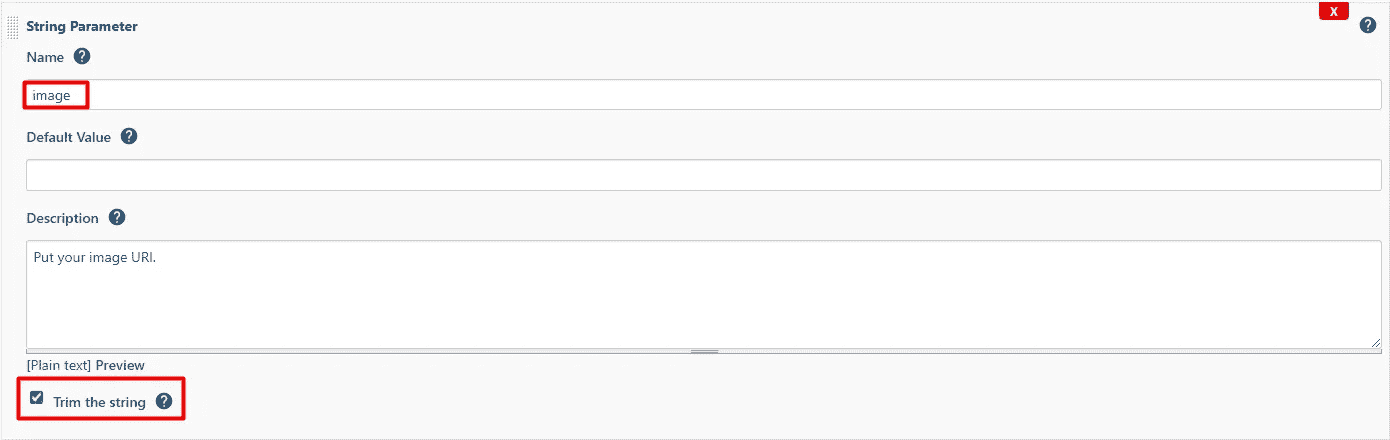 X
String Parameter ?
Name ?
image
Default Value ?
Description ?
Put your image URI.
[Plain text] Preview
Trim the string ?